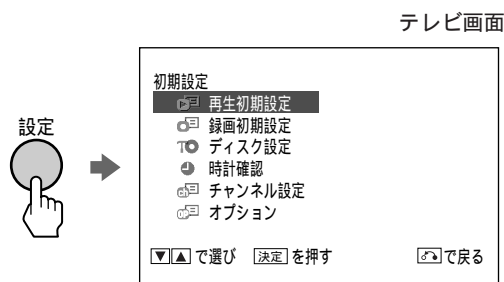 テレビ画面
設定
初期設定
再生初期設定
録画初期設定
ディスク設定
時計確認
チャンネル設定
オプション
▼▲で選び 決定を押す で戻る